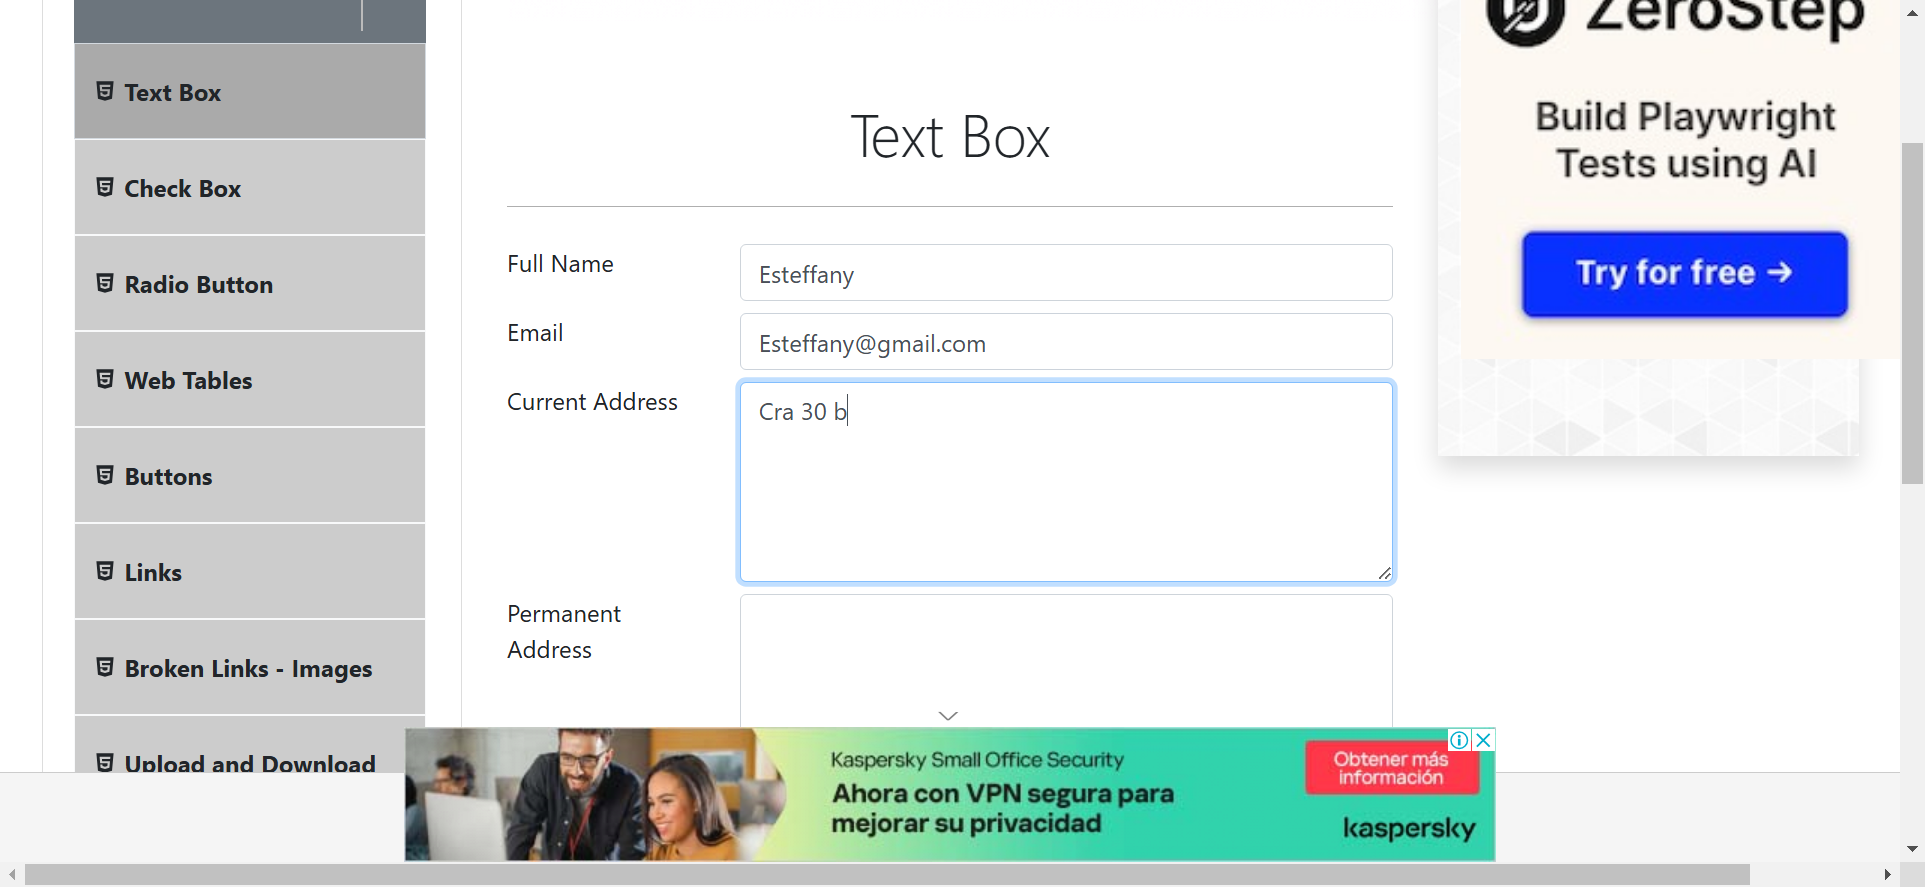 Text Box
Check Box
Radio Button
Web Tables
Buttons
Links
Broken Links - Images
Upload and Download
Text Box
Full Name
Esteffany
Email
Esteffany@gmail.com
Current Address
Cra 30 b
Permanent
Address
ZeroStep
Build Playwright
Tests using AI
Try for free →
Kaspersky Small Office Security
Ahora con VPN segura para
mejorar su privacidad
Obtener más
información
kaspersky